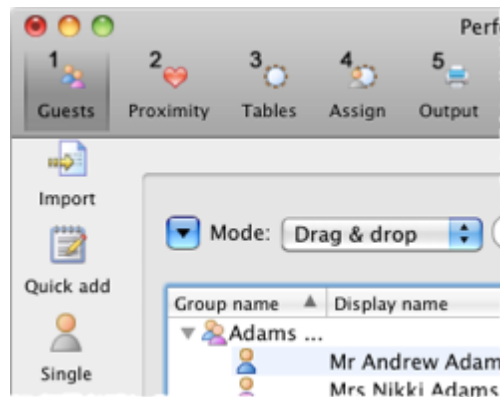 Perf
1 2 3 4 5
Guests Proximity Tables Assign Output
Import
Mode: Drag & drop
Quick add
Group name Display name
Adams ...
Single
Mr Andrew Adam
Mrs Nikki Adams